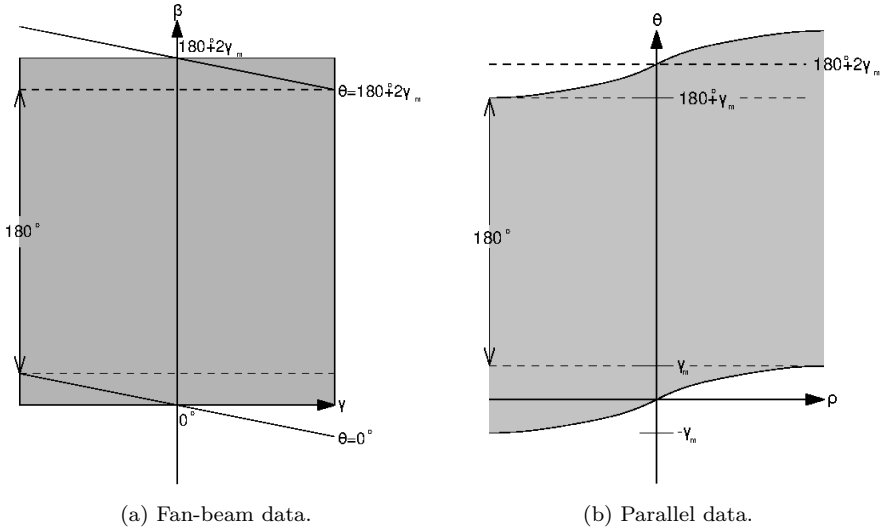 β
180°+2γₘ
θ=180°+2γₘ
180°
γ
0°
θ=0°
(a) Fan-beam data.
θ
180°+2γₘ
180°+γₘ
180°
γₘ
ρ
-γₘ
(b) Parallel data.